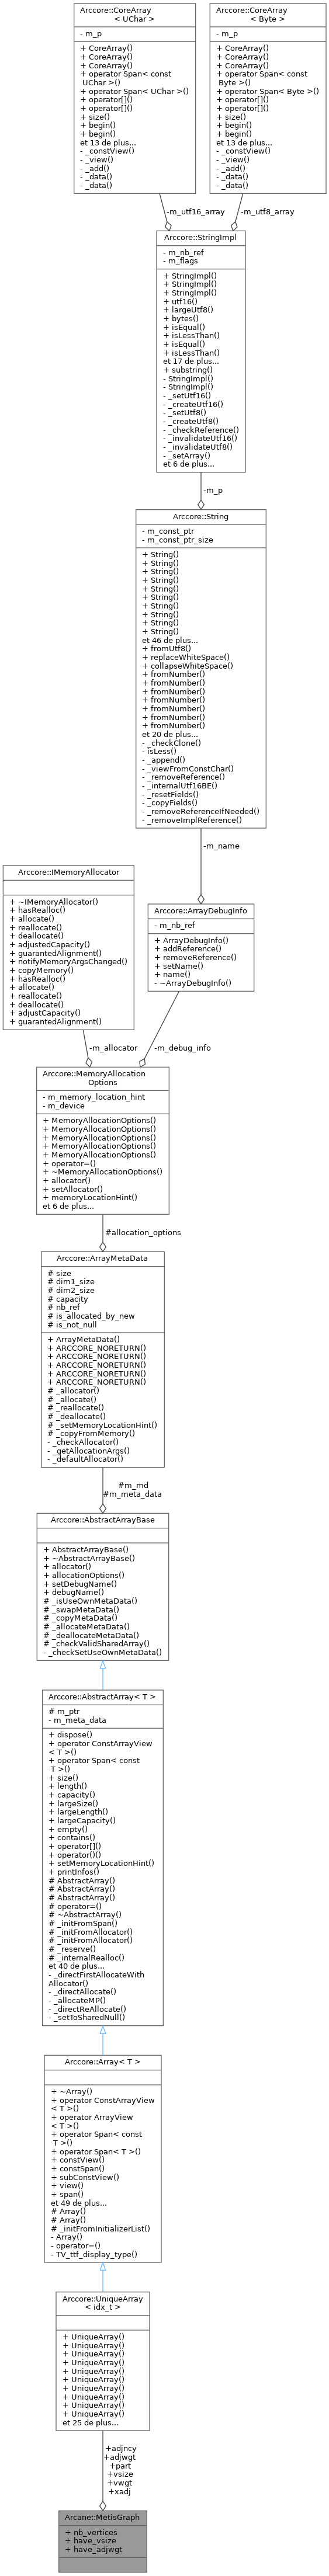 Arccore::CoreArray
< UChar >
- m_p
+ CoreArray()
+ CoreArray()
+ CoreArray()
+ operator Span< const
UChar >()
+ operator Span< UChar >()
+ operator[]()
+ operator[]()
+ size()
+ begin()
+ begin()
et 13 de plus...
- _constView()
- _view()
- _add()
- _data()
- _data()
Arccore::CoreArray
< Byte >
- m_p
+ CoreArray()
+ CoreArray()
+ CoreArray()
+ operator Span< const
Byte >()
+ operator Span< Byte >()
+ operator[]()
+ operator[]()
+ size()
+ begin()
+ begin()
et 13 de plus...
- _constView()
- _view()
- _add()
- _data()
- _data()
-m_utf16_array
-m_utf8_array
Arccore::StringImpl
- m_nb_ref
- m_flags
+ StringImpl()
+ StringImpl()
+ StringImpl()
+ utf16()
+ largeUtf8()
+ bytes()
+ isEqual()
+ isLessThan()
+ isEqual()
+ isLessThan()
et 17 de plus...
+ substring()
- StringImpl()
- StringImpl()
- _setUtf16()
- _createUtf16()
- _setUtf8()
- _createUtf8()
- _checkReference()
- _invalidateUtf16()
- _invalidateUtf8()
- _setArray()
et 6 de plus...
-m_p
Arccore::String
- m_const_ptr
- m_const_ptr_size
+ String()
+ String()
+ String()
+ String()
+ String()
+ String()
+ String()
+ String()
+ String()
+ String()
et 46 de plus...
+ fromUtf8()
+ replaceWhiteSpace()
+ collapseWhiteSpace()
+ fromNumber()
+ fromNumber()
+ fromNumber()
+ fromNumber()
+ fromNumber()
+ fromNumber()
+ fromNumber()
et 20 de plus...
- _checkClone()
- isLess()
- _append()
- _viewFromConstChar()
- _removeReference()
- _internalUtf16BE()
- _resetFields()
- _copyFields()
- _removeReferenceIfNeeded()
- _removeImplReference()
-m_name
Arccore::IMemoryAllocator
+ ~IMemoryAllocator()
+ hasRealloc()
+ allocate()
+ reallocate()
+ deallocate()
+ adjustedCapacity()
+ guarantedAlignment()
+ notifyMemoryArgsChanged()
+ copyMemory()
+ hasRealloc()
+ allocate()
+ reallocate()
+ deallocate()
+ adjustCapacity()
+ guarantedAlignment()
Arccore::ArrayDebugInfo
- m_nb_ref
+ ArrayDebugInfo()
+ addReference()
+ removeReference()
+ setName()
+ name()
- ~ArrayDebugInfo()
-m_allocator
-m_debug_info
Arccore::MemoryAllocation
Options
- m_memory_location_hint
- m_device
+ MemoryAllocationOptions()
+ MemoryAllocationOptions()
+ MemoryAllocationOptions()
+ MemoryAllocationOptions()
+ MemoryAllocationOptions()
+ operator=()
+ ~MemoryAllocationOptions()
+ allocator()
+ setAllocator()
+ memoryLocationHint()
et 6 de plus...
#allocation_options
Arccore::ArrayMetaData
# size
# dim1_size
# dim2_size
# capacity
# nb_ref
# is_allocated_by_new
# is_not_null
+ ArrayMetaData()
+ ARCCORE_NORETURN()
+ ARCCORE_NORETURN()
+ ARCCORE_NORETURN()
+ ARCCORE_NORETURN()
+ ARCCORE_NORETURN()
# _allocator()
# _allocate()
# _reallocate()
# _deallocate()
# _setMemoryLocationHint()
# _copyFromMemory()
- _checkAllocator()
- _getAllocationArgs()
- _defaultAllocator()
#m_md
#m_meta_data
Arccore::AbstractArrayBase
+ AbstractArrayBase()
+ ~AbstractArrayBase()
+ allocator()
+ allocationOptions()
+ setDebugName()
+ debugName()
# _isUseOwnMetaData()
# _swapMetaData()
# _copyMetaData()
# _allocateMetaData()
# _deallocateMetaData()
# _checkValidSharedArray()
- _checkSetUseOwnMetaData()
Arccore::AbstractArray< T >
# m_ptr
- m_meta_data
+ dispose()
+ operator ConstArrayView
< T >()
+ operator Span< const
T >()
+ size()
+ length()
+ capacity()
+ largeSize()
+ largeLength()
+ largeCapacity()
+ empty()
+ contains()
+ operator[]()
+ operator()()
+ setMemoryLocationHint()
+ printInfos()
# AbstractArray()
# AbstractArray()
# AbstractArray()
# operator=()
# ~AbstractArray()
# _initFromSpan()
# _initFromAllocator()
# _initFromAllocator()
# _reserve()
# _internalRealloc()
et 40 de plus...
- _directFirstAllocateWith
Allocator()
- _directAllocate()
- _allocateMP()
- _directReAllocate()
- _setToSharedNull()
Arccore::Array< T >
+ ~Array()
+ operator ConstArrayView
< T >()
+ operator ArrayView
< T >()
+ operator Span< const
T >()
+ operator Span< T >()
+ constView()
+ constSpan()
+ subConstView()
+ view()
+ span()
et 49 de plus...
# Array()
# Array()
# _initFromInitializerList()
- Array()
- operator=()
- TV_ttf_display_type()
Arccore::UniqueArray
< idx_t >
+ UniqueArray()
+ UniqueArray()
+ UniqueArray()
+ UniqueArray()
+ UniqueArray()
+ UniqueArray()
+ UniqueArray()
+ UniqueArray()
+ UniqueArray()
+ UniqueArray()
et 25 de plus...
+adjncy
+adjwgt
+part
+vsize
+vwgt
+xadj
Arcane::MetisGraph
+ nb_vertices
+ have_vsize
+ have_adjwgt